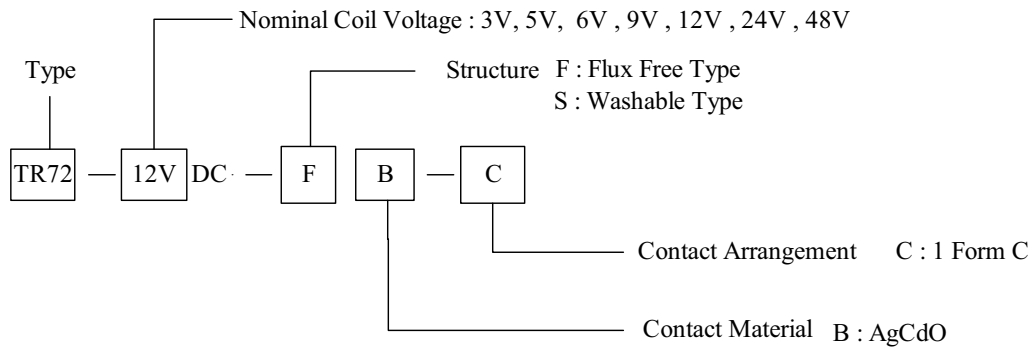 Nominal Coil Voltage : 3V, 5V, 6V , 9V , 12V , 24V , 48V
Type
Structure F : Flux Free Type
S : Washable Type
TR72 — 12V DC - — F B — C
Contact Arrangement C : 1 Form C
Contact Material B : AgCdO